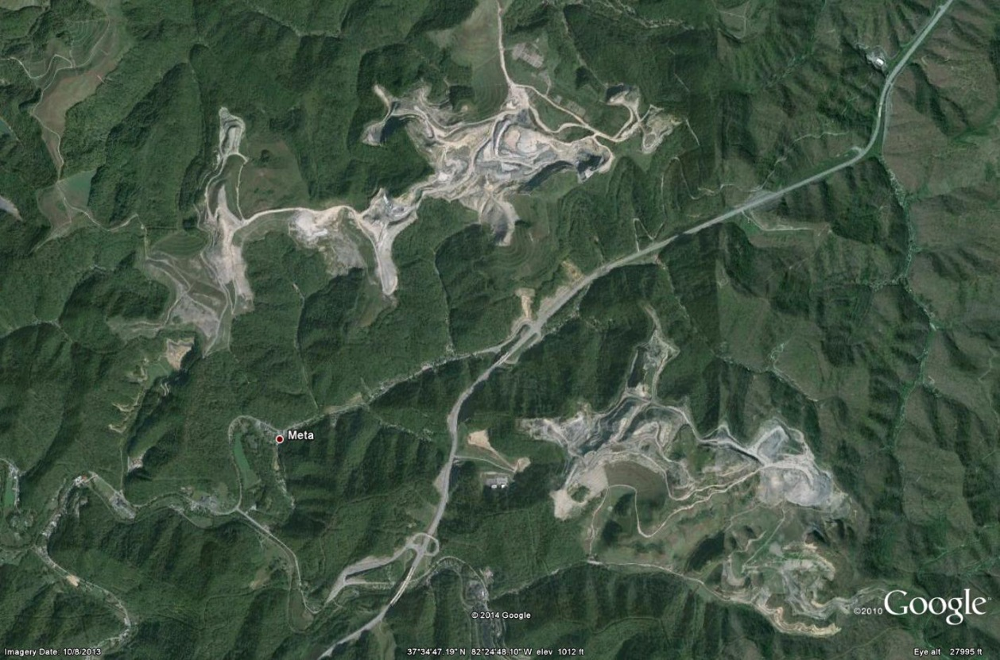 Meta
© 2014 Google
©2010 Google
Imagery Date: 10/8/2013
37°34'47.19" N 82°24'48.10" W elev 1012 ft
Eye alt 27995 ft